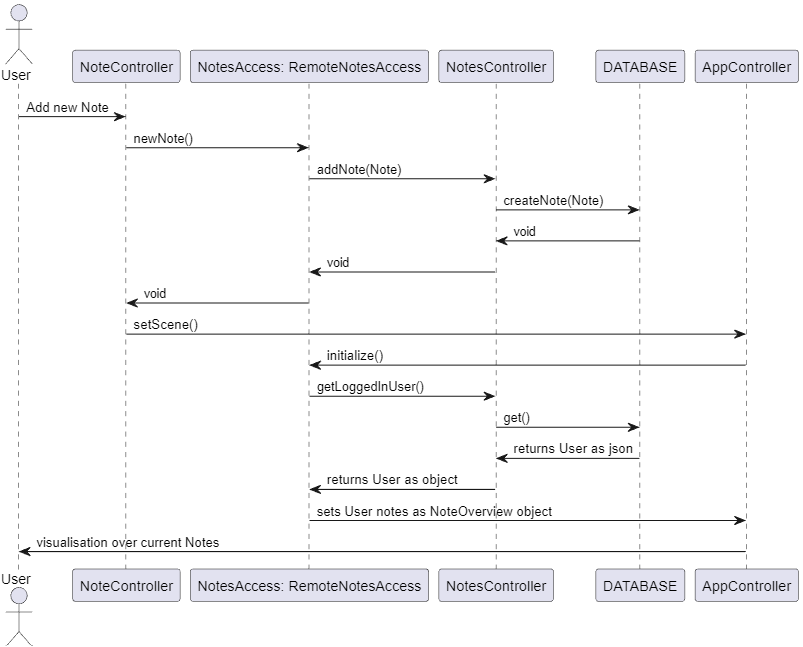 User
NoteController
NotesAccess: RemoteNotesAccess
NotesController
DATABASE
AppController
Add new Note
newNote()
addNote(Note)
createNote(Note)
void
void
void
setScene()
initialize()
getLoggedInUser()
get()
returns User as json
returns User as object
sets User notes as NoteOverview object
visualisation over current Notes
User
NoteController
NotesAccess: RemoteNotesAccess
NotesController
DATABASE
AppController